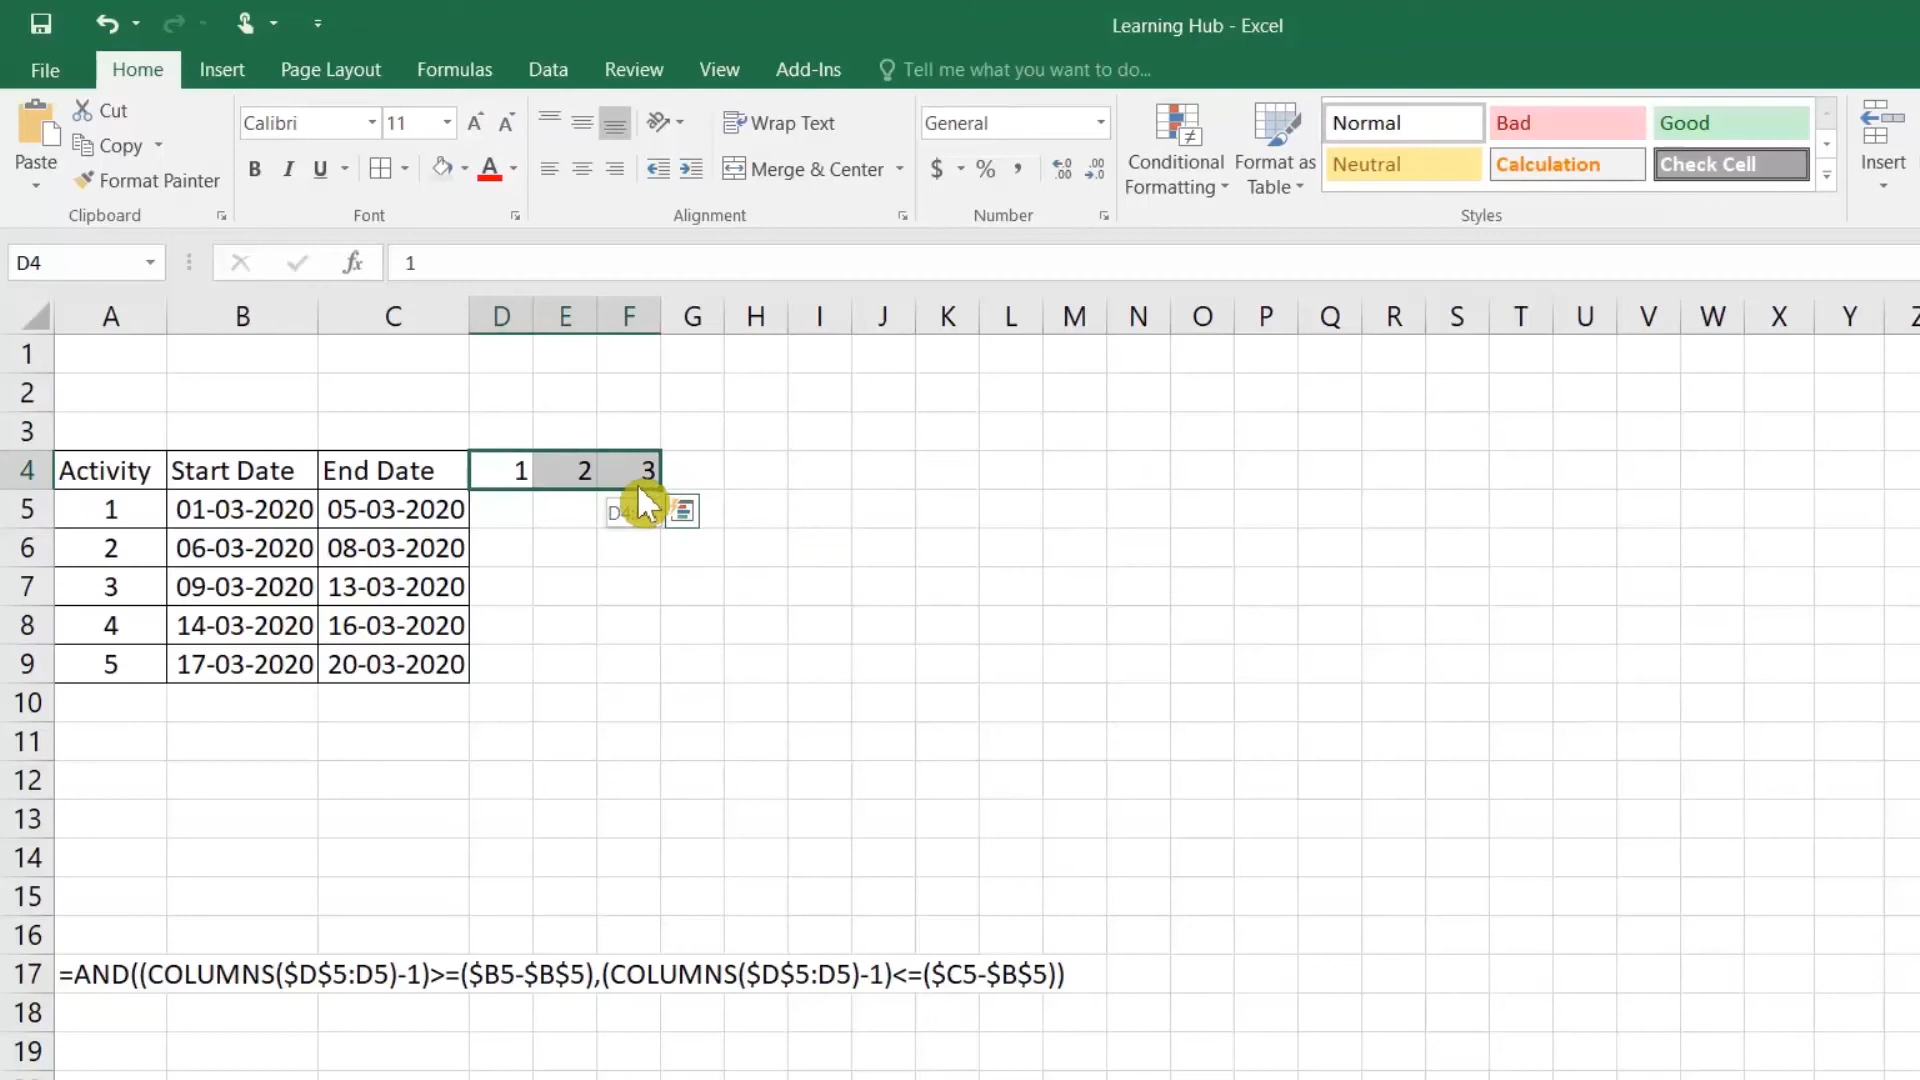 Learning Hub - Excel
File Home Insert Page Layout Formulas Data Review View Add-Ins Tell me what you want to do...
Paste Cut Copy Format Painter Clipboard
Calibri 11 B I U A Font
Wrap Text Merge & Center Alignment
General $ % , Number
Conditional Formatting Format as Table
Normal Bad Good
Neutral Calculation Check Cell
Styles
Insert
D4 fx 1
A B C D E F G H I J K L M N O P Q R S T U V W X Y Z
1
2
3
4 Activity Start Date End Date 1 2 3
5 1 01-03-2020 05-03-2020
6 2 06-03-2020 08-03-2020
7 3 09-03-2020 13-03-2020
8 4 14-03-2020 16-03-2020
9 5 17-03-2020 20-03-2020
10
11
12
13
14
15
16
17 =AND((COLUMNS($D$5:D5)-1)>=($B5-$B$5),(COLUMNS($D$5:D5)-1)<=($C5-$B$5))
18
19